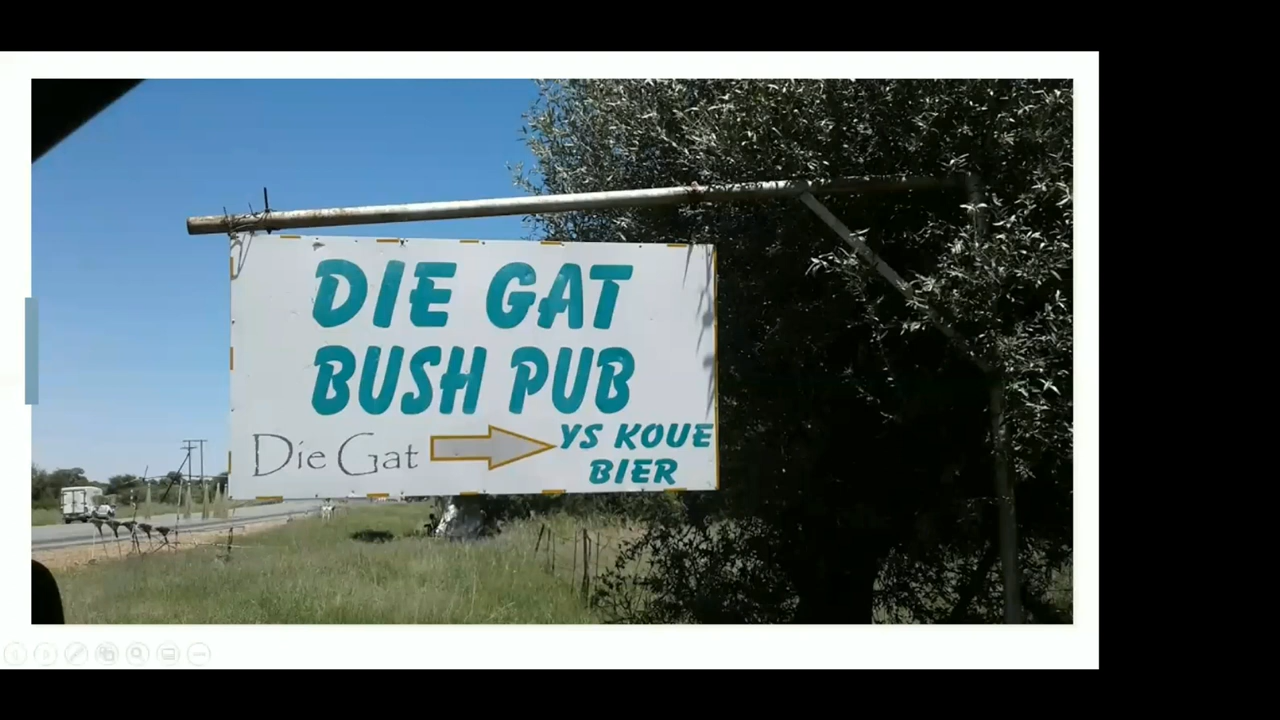 DIE GAT
BUSH PUB
Die Gat
YS KOUE
BIER